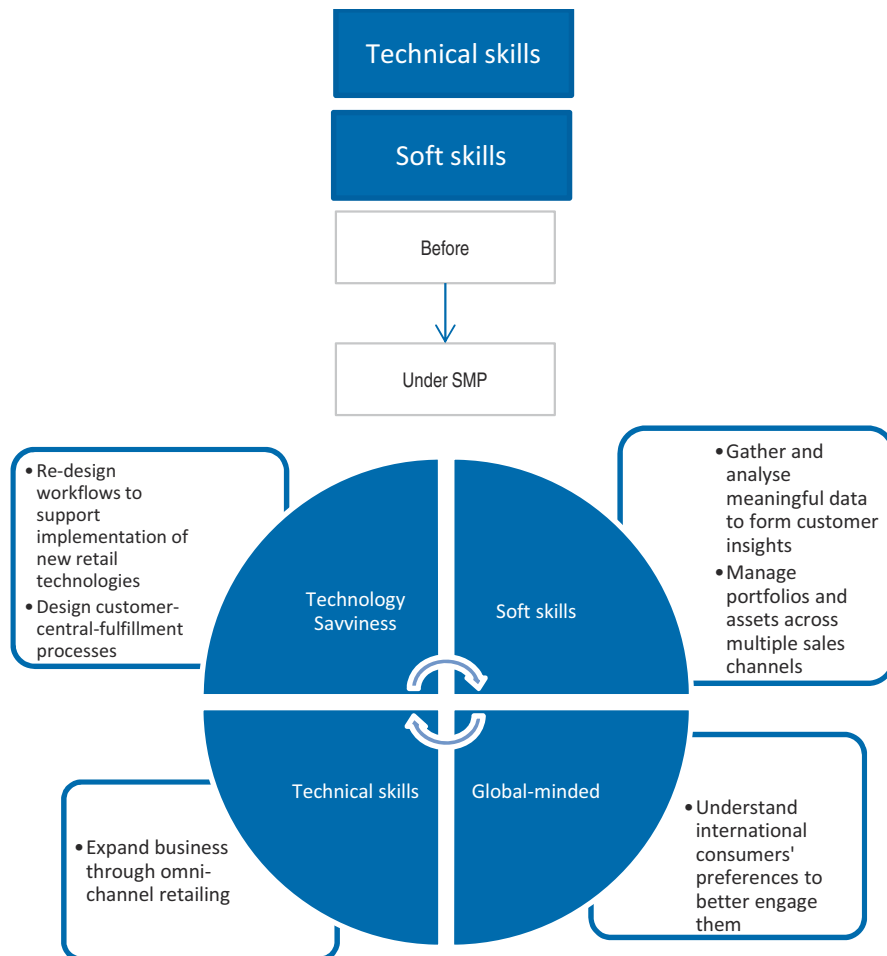 Technical skills
Soft skills
Before
Under SMP
•Re-design
workflows to
support
implementation of
new retail
technologies
•Design customer-
central-fulfillment
processes
•Gather and
analyse
meaningful data
to form customer
insights
•Manage
portfolios and
assets across
multiple sales
channels
Technology
Savviness
Soft skills
Technical skills
Global-minded
•Expand business
through omni-
channel retailing
•Understand
international
consumers'
preferences to
better engage
them